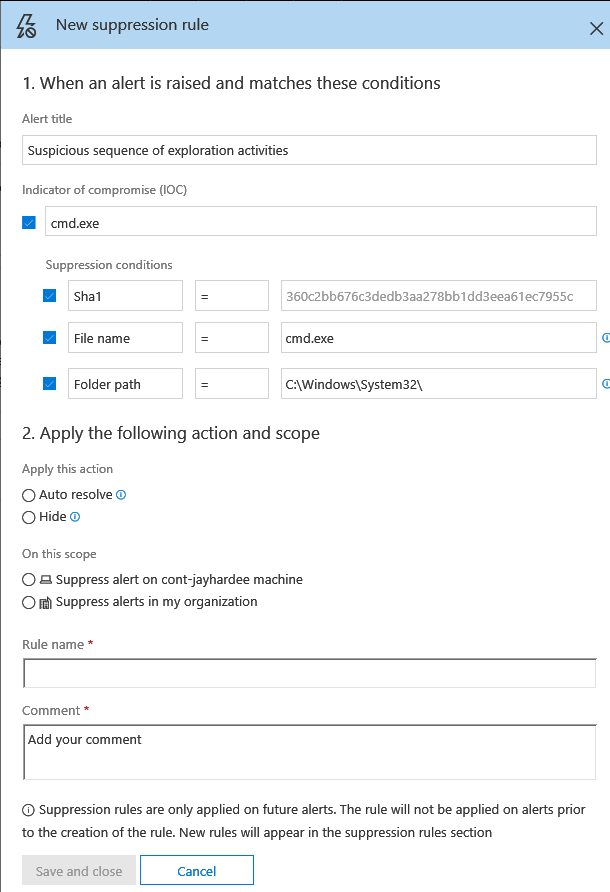 New suppression rule
1. When an alert is raised and matches these conditions
Alert title
Suspicious sequence of exploration activities
Indicator of compromise (IOC)
cmd.exe
Suppression conditions
Sha1 = 360c2bb676c3dedb3aa278bb1dd3eea61ec7955c
File name = cmd.exe
Folder path = C:\Windows\System32\
2. Apply the following action and scope
Apply this action
Auto resolve
Hide
On this scope
Suppress alert on cont-jayhardee machine
Suppress alerts in my organization
Rule name *
Comment *
Add your comment
Suppression rules are only applied on future alerts. The rule will not be applied on alerts prior
to the creation of the rule. New rules will appear in the suppression rules section
Save and close Cancel